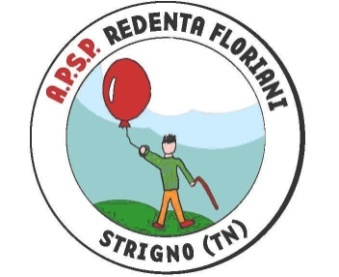 A.P.S.P. REDENTA FLORIANI
STRIGNO (TN)